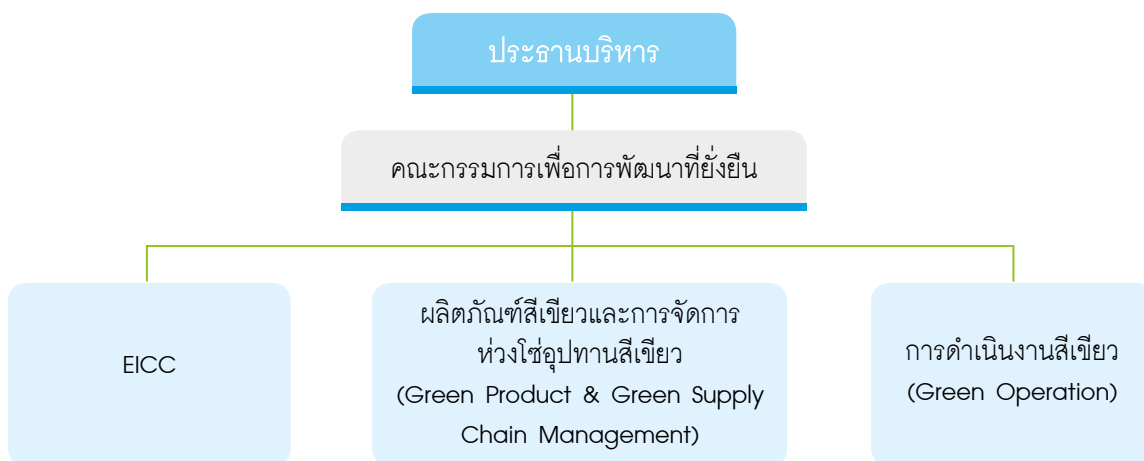 ประธานบริหาร
คณะกรรมการเพื่อการพัฒนาที่ยั่งยืน
EICC
ผลิตภัณฑ์สีเขียวและการจัดการ
ห่วงโซ่อุปทานสีเขียว
(Green Product & Green Supply
Chain Management)
การดำเนินงานสีเขียว
(Green Operation)